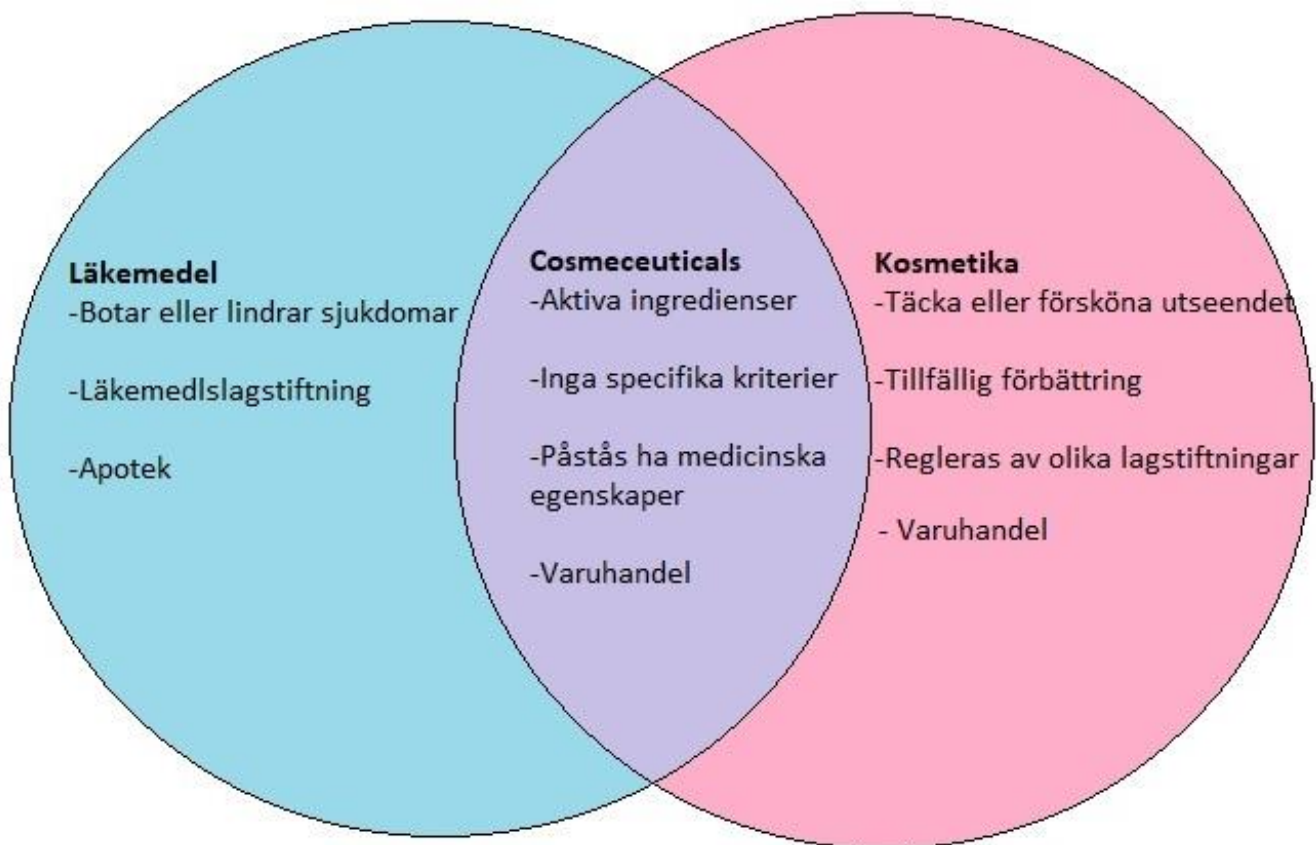 Läkemedel
-Botar eller lindrar sjukdomar
-Läkemedlslagstiftning
-Apotek
Cosmeceuticals
-Aktiva ingredienser
-Inga specifika kriterier
-Påstås ha medicinska
egenskaper
-Varuhandel
Kosmetika
-Täcka eller försköna utseendet
-Tillfällig förbättring
-Regleras av olika lagstiftningar
- Varuhandel